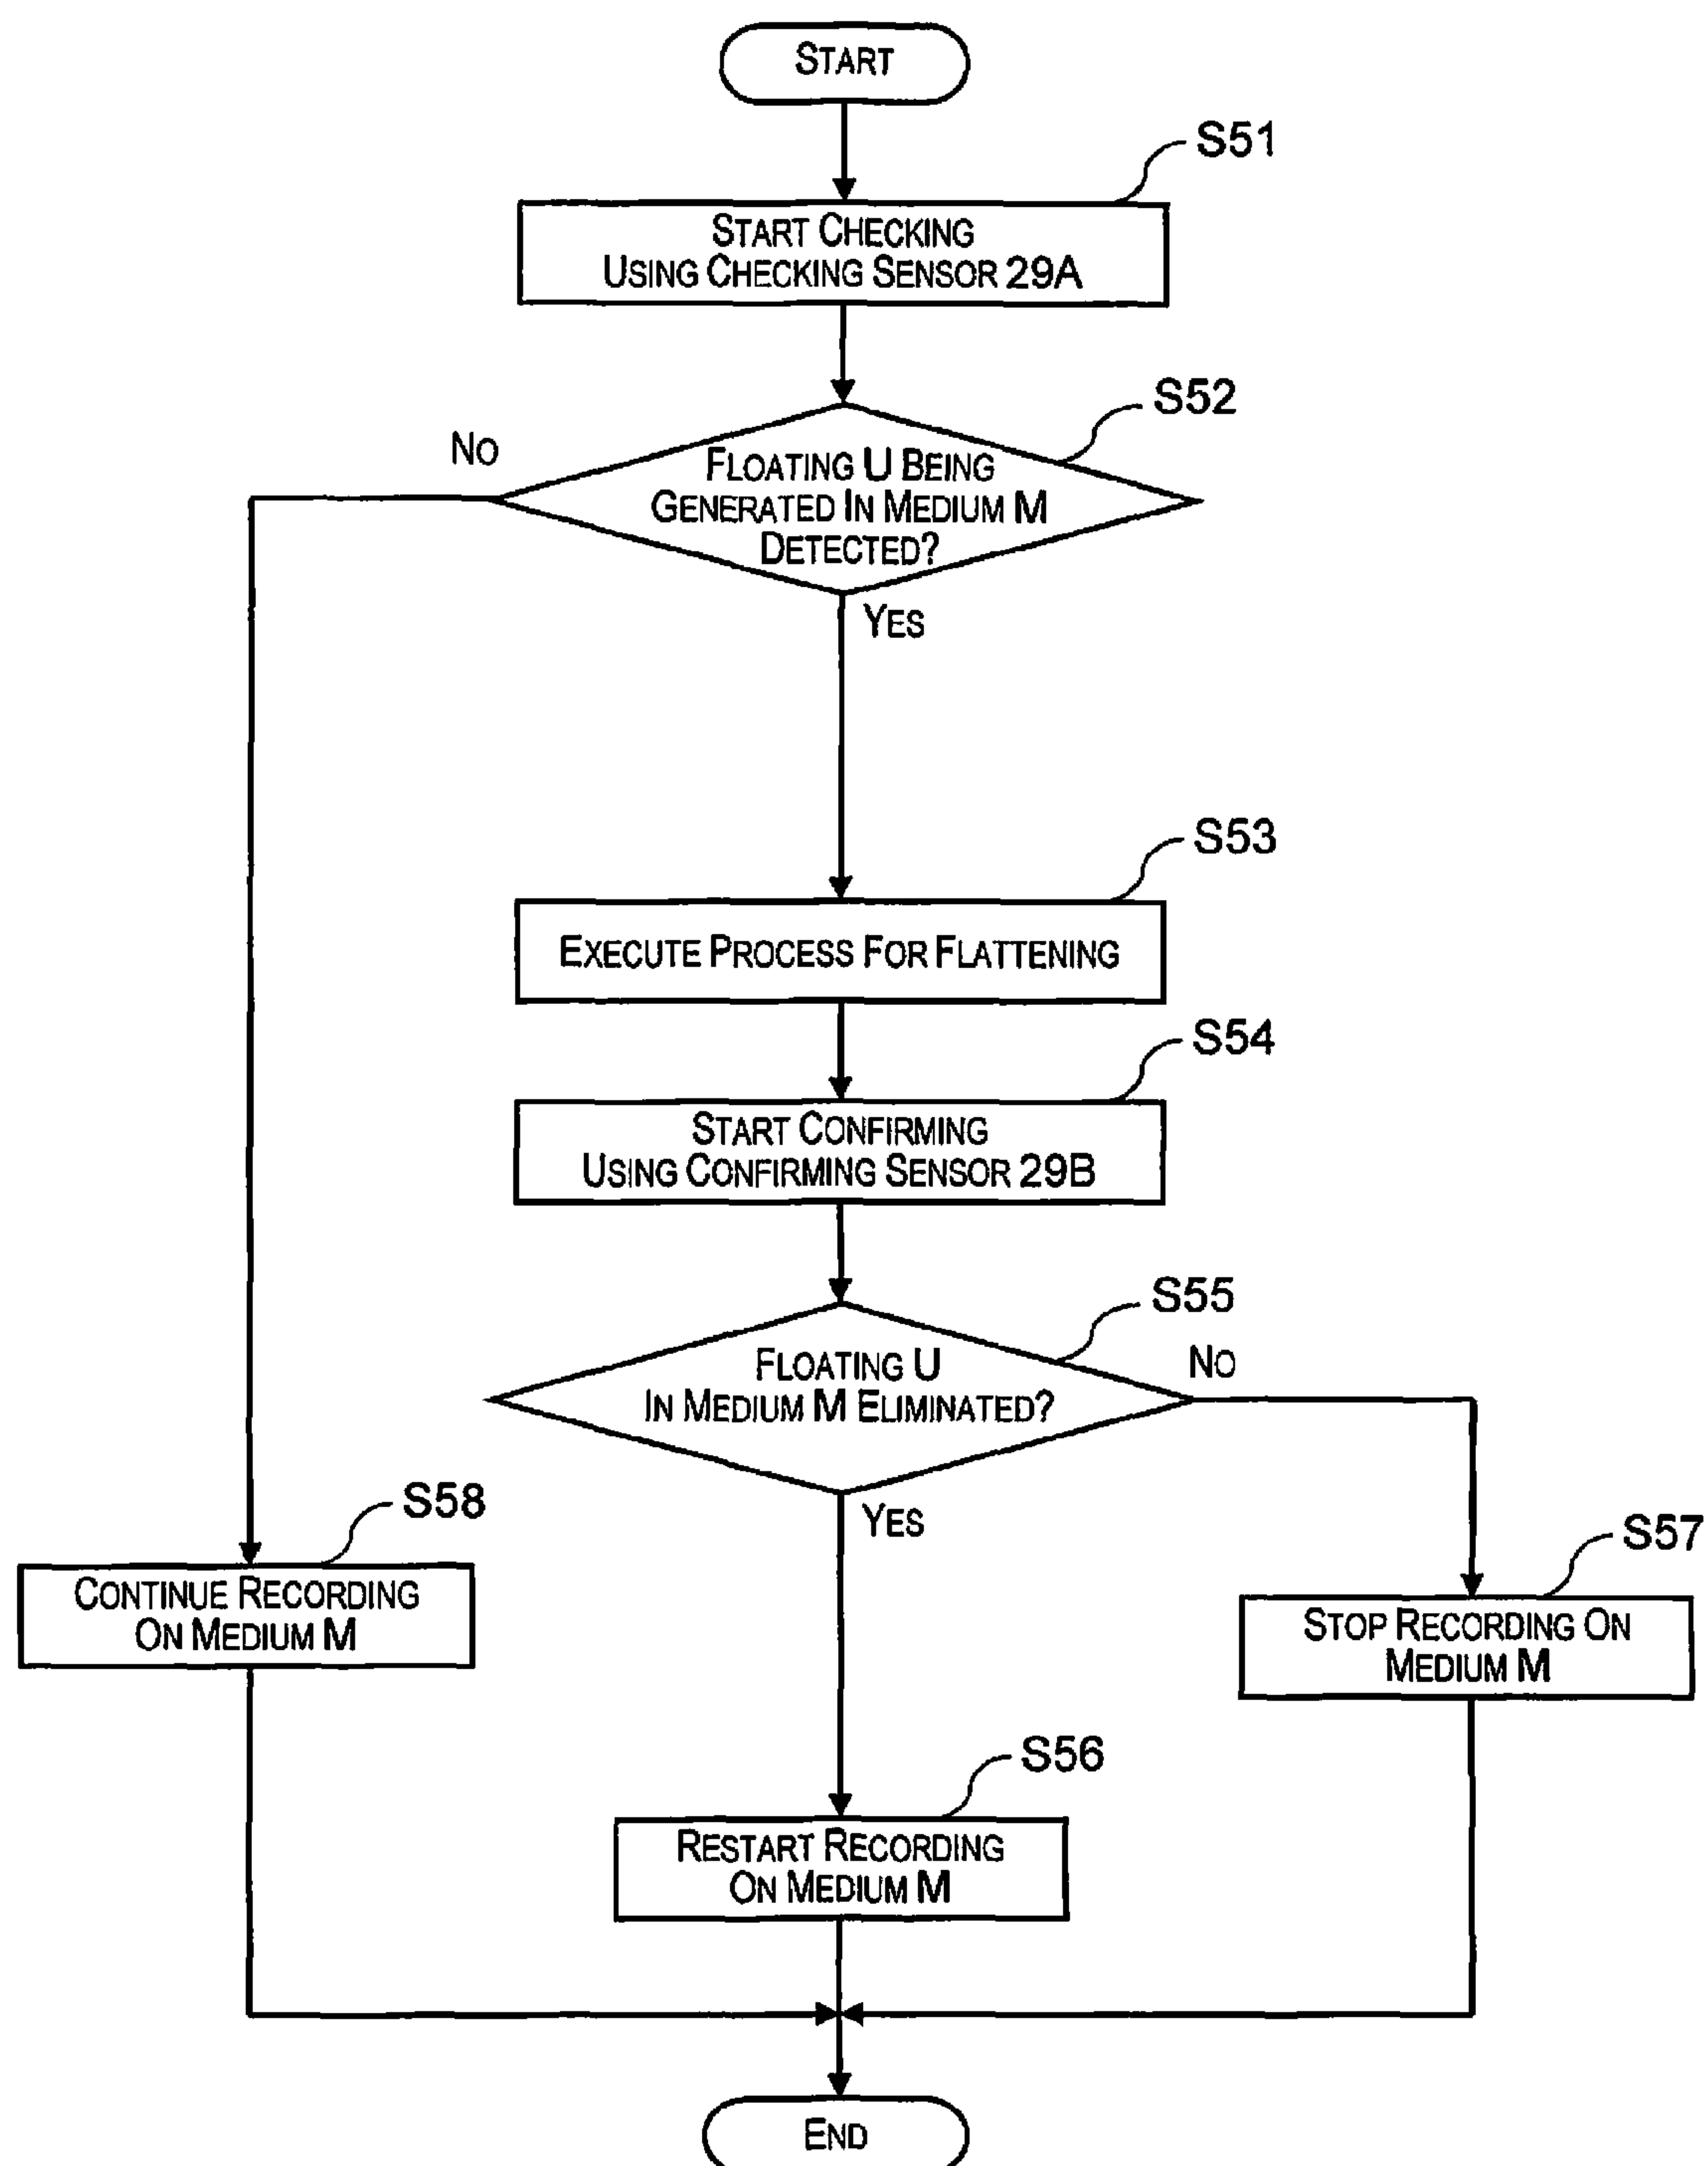 START
S51
START CHECKING
USING CHECKING SENSOR 29A
S52
NO
FLOATING U BEING
GENERATED IN MEDIUM M
DETECTED?
YES
S53
EXECUTE PROCESS FOR FLATTENING
S54
START CONFIRMING
USING CONFIRMING SENSOR 29B
S55
FLOATING U
IN MEDIUM M ELIMINATED?
NO
YES
S58
CONTINUE RECORDING
ON MEDIUM M
S57
STOP RECORDING ON
MEDIUM M
S56
RESTART RECORDING
ON MEDIUM M
END